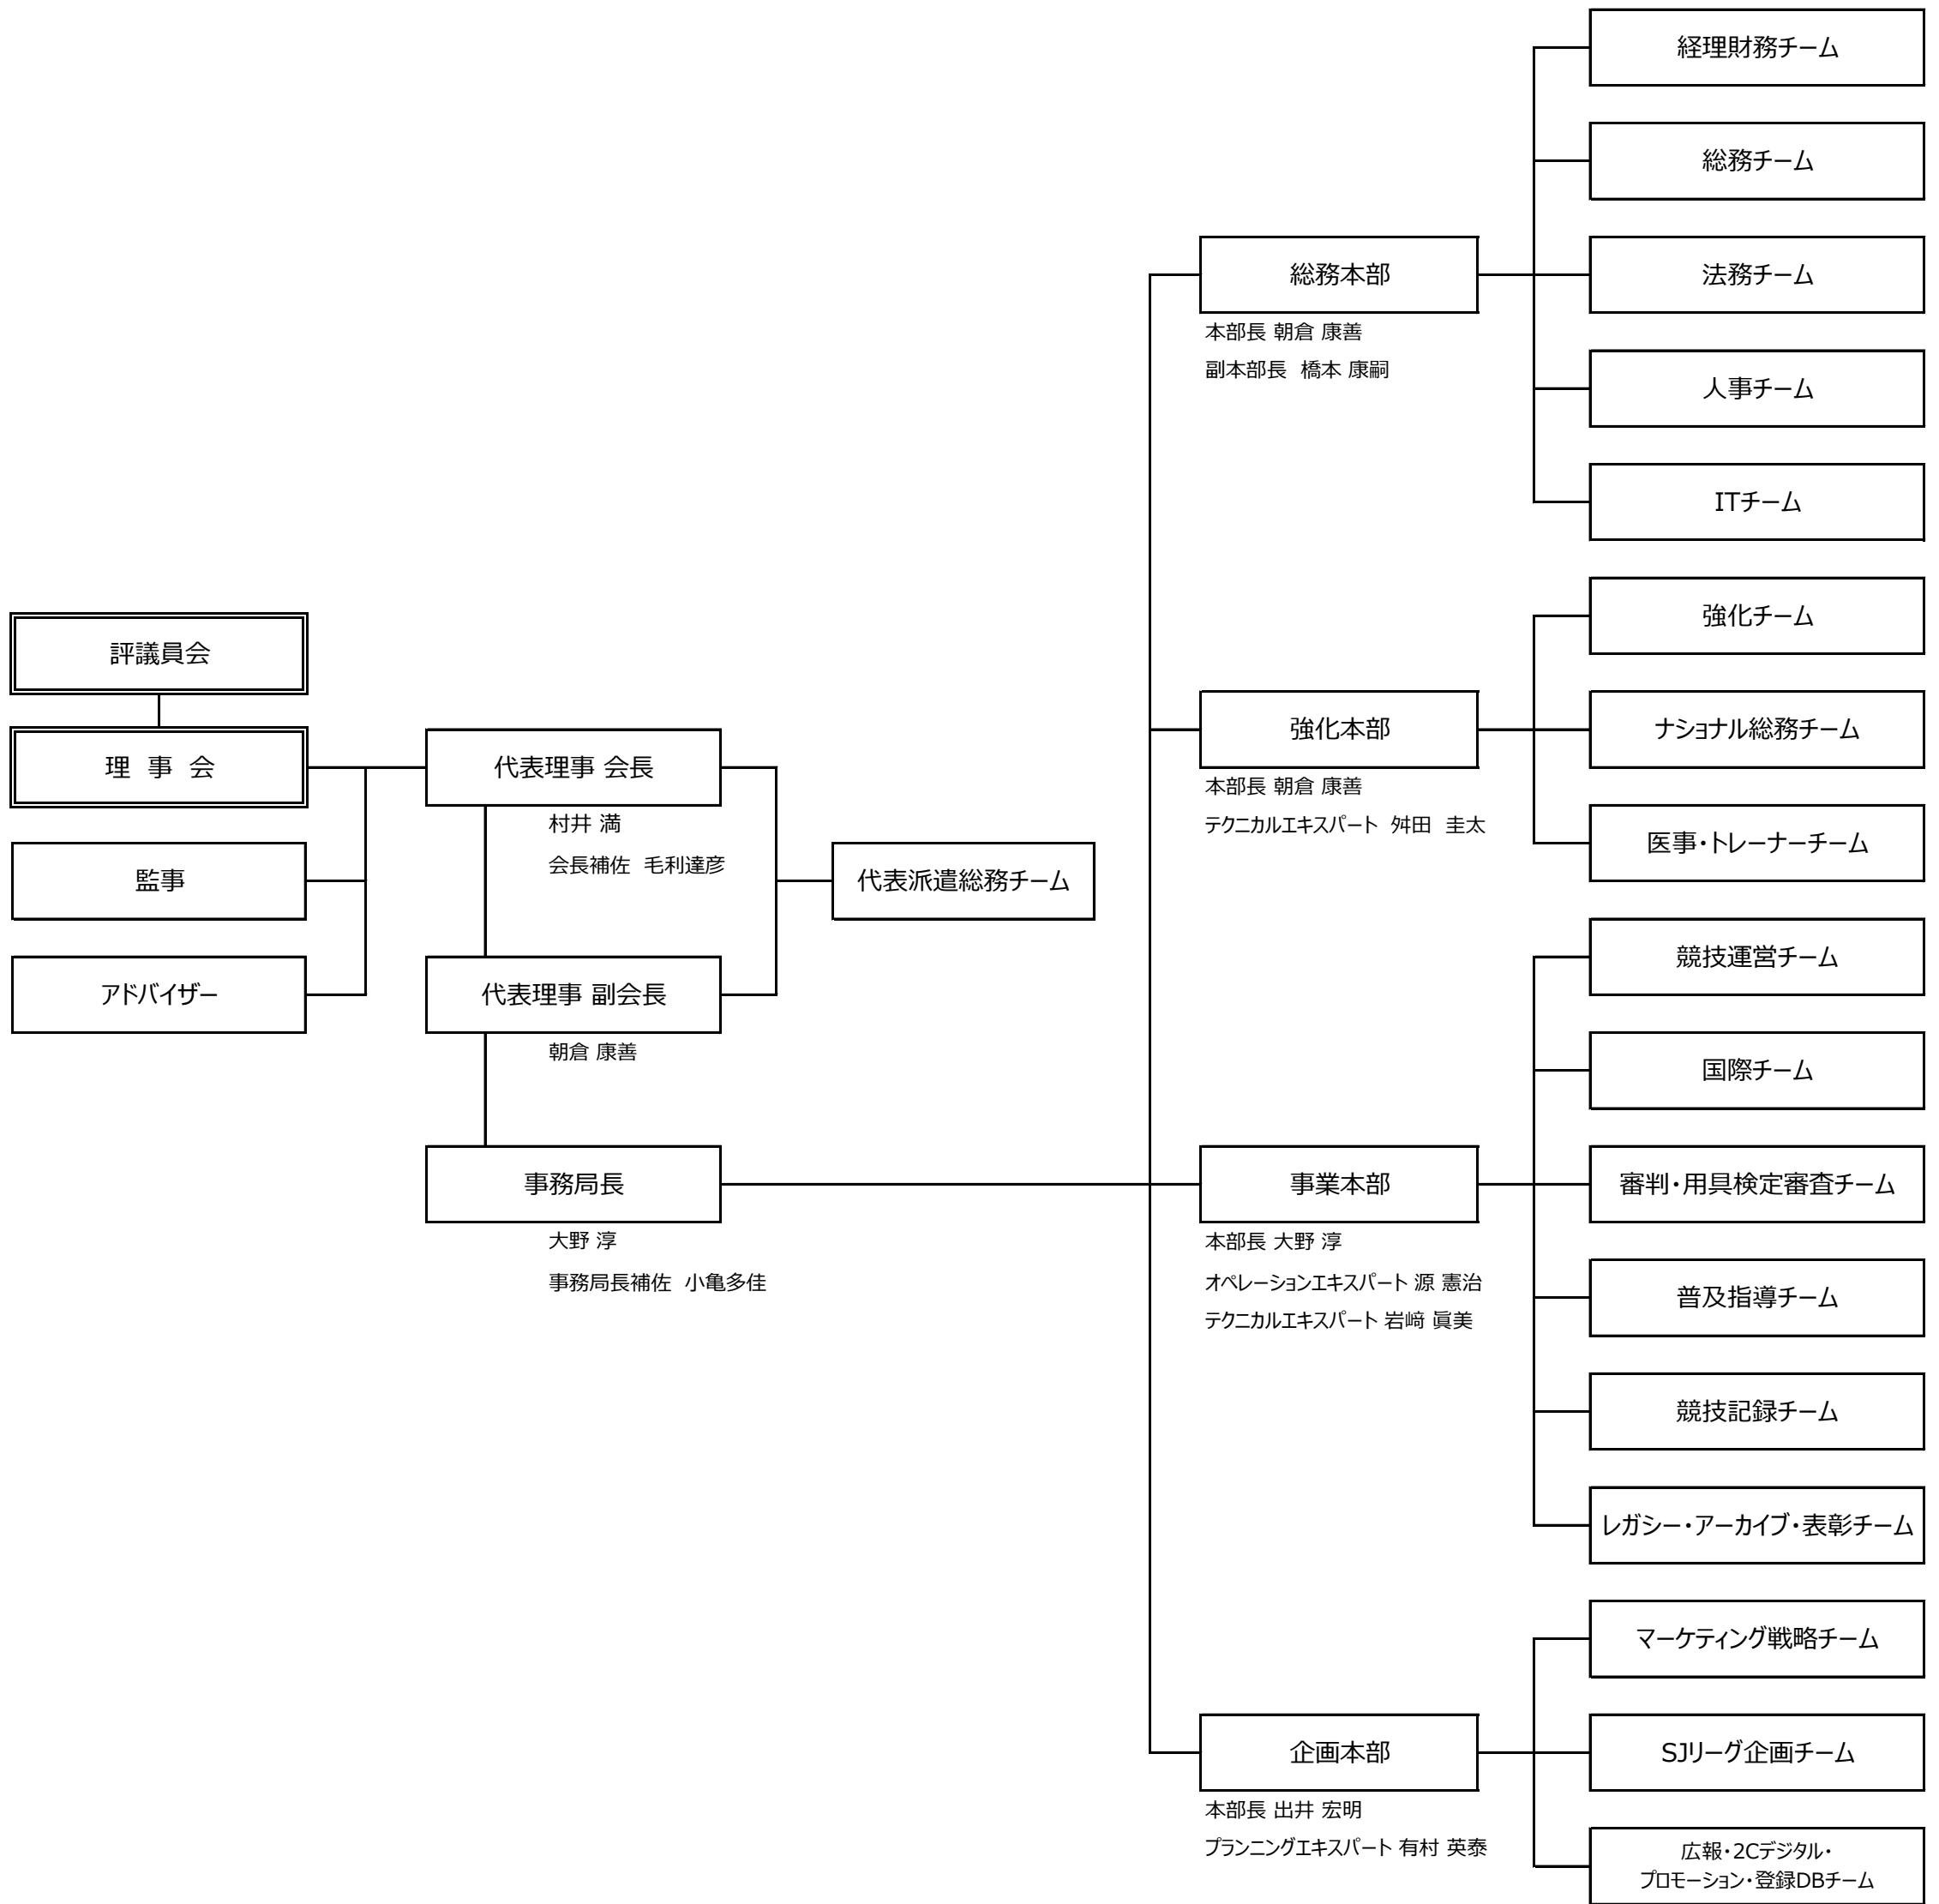 評議員会
理 事 会
監事
アドバイザー
代表理事 会長
村井 満
会長補佐 毛利達彦
代表理事 副会長
朝倉 康善
事務局長
大野 淳
事務局長補佐 小亀多佳
代表派遣総務チーム
総務本部
本部長 朝倉 康善
副本部長 橋本 康嗣
経理財務チーム
総務チーム
法務チーム
人事チーム
ITチーム
強化本部
本部長 朝倉 康善
テクニカルエキスパート 舛田 圭太
強化チーム
ナショナル総務チーム
医事・トレーナーチーム
事業本部
本部長 大野 淳
オペレーションエキスパート 源 憲治
テクニカルエキスパート 岩﨑 眞美
競技運営チーム
国際チーム
審判・用具検定審査チーム
普及指導チーム
競技記録チーム
レガシー・アーカイブ・表彰チーム
企画本部
本部長 出井 宏明
プランニングエキスパート 有村 英泰
マーケティング戦略チーム
SJリーグ企画チーム
広報・2Cデジタル・
プロモーション・登録DBチーム